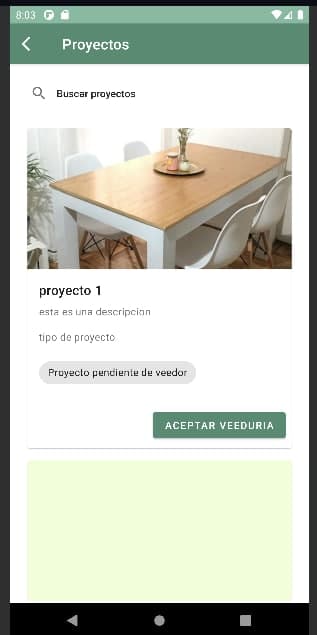 8:03
Proyectos
Buscar proyectos
proyecto 1
esta es una descripcion
tipo de proyecto
Proyecto pendiente de veedor
ACEPTAR VEEDURIA